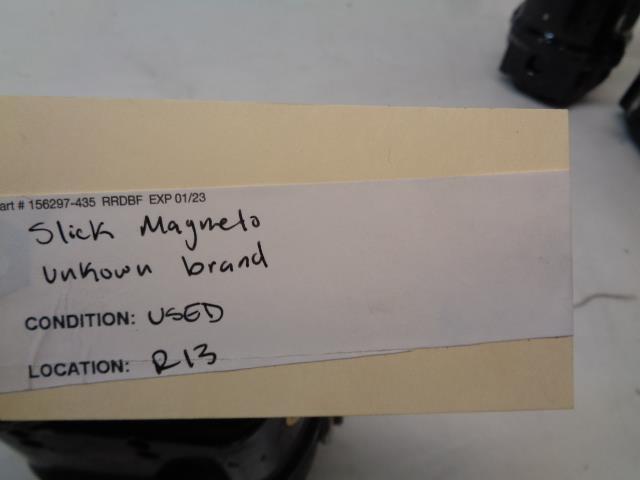 art # 156297-435 RRDBF EXP 01/23
Slick Magneto
unkown brand
CONDITION: USED
LOCATION: R13